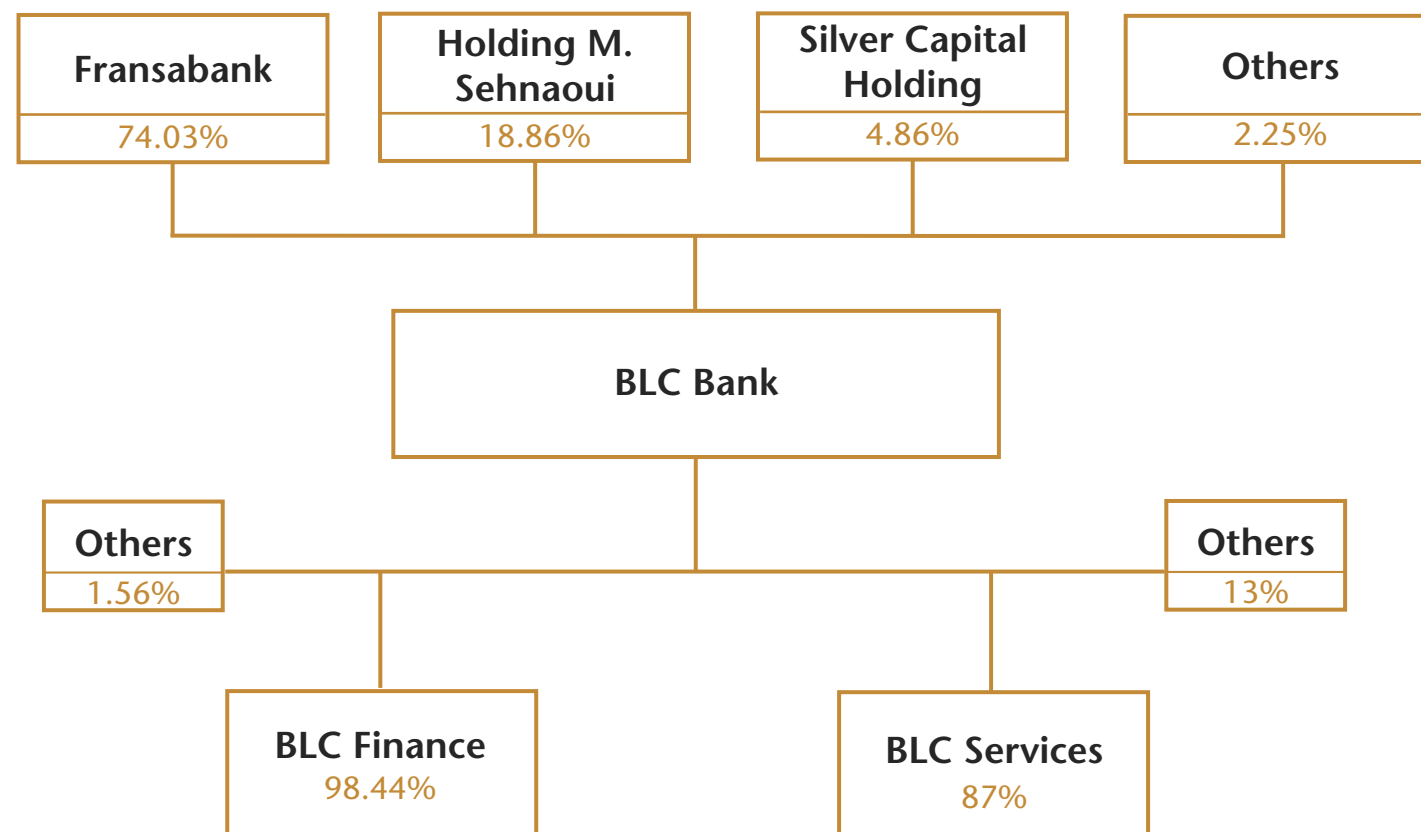 Fransabank
74.03%
Holding M.
Sehnaoui
18.86%
Silver Capital
Holding
4.86%
Others
2.25%
BLC Bank
Others
1.56%
Others
13%
BLC Finance
98.44%
BLC Services
87%